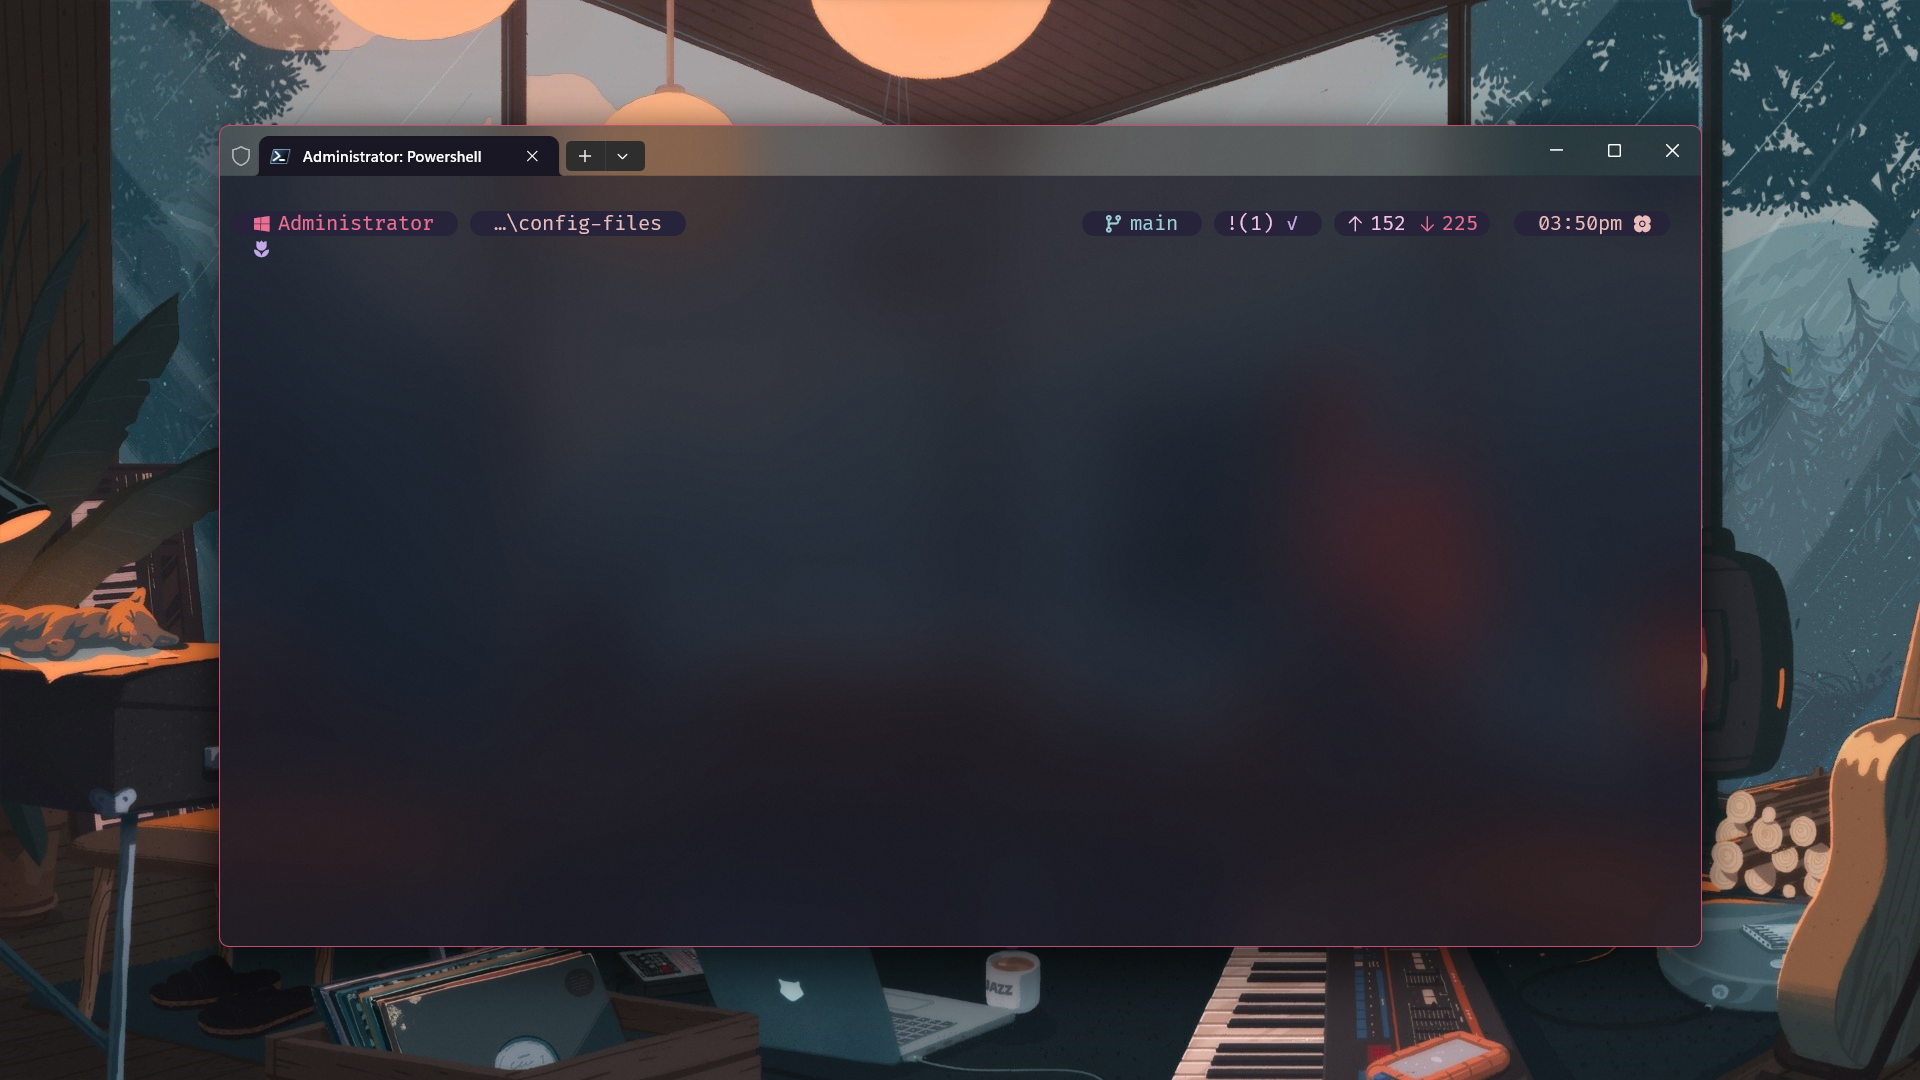 Administrator: Powershell
Administrator …\config-files main !(1) √ ↑ 152 ↓ 225 03:50pm
JAZZ